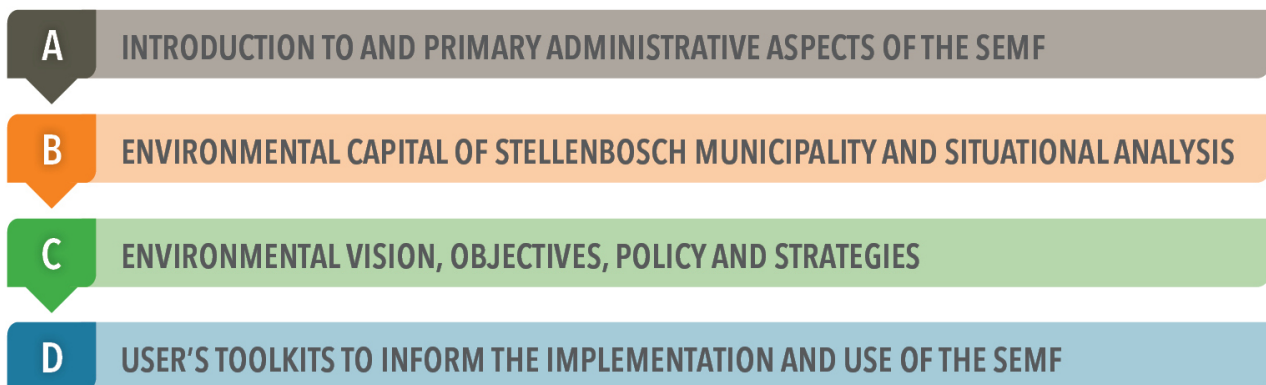 A INTRODUCTION TO AND PRIMARY ADMINISTRATIVE ASPECTS OF THE SEMF
B ENVIRONMENTAL CAPITAL OF STELLENBOSCH MUNICIPALITY AND SITUATIONAL ANALYSIS
C ENVIRONMENTAL VISION, OBJECTIVES, POLICY AND STRATEGIES
D USER'S TOOLKITS TO INFORM THE IMPLEMENTATION AND USE OF THE SEMF